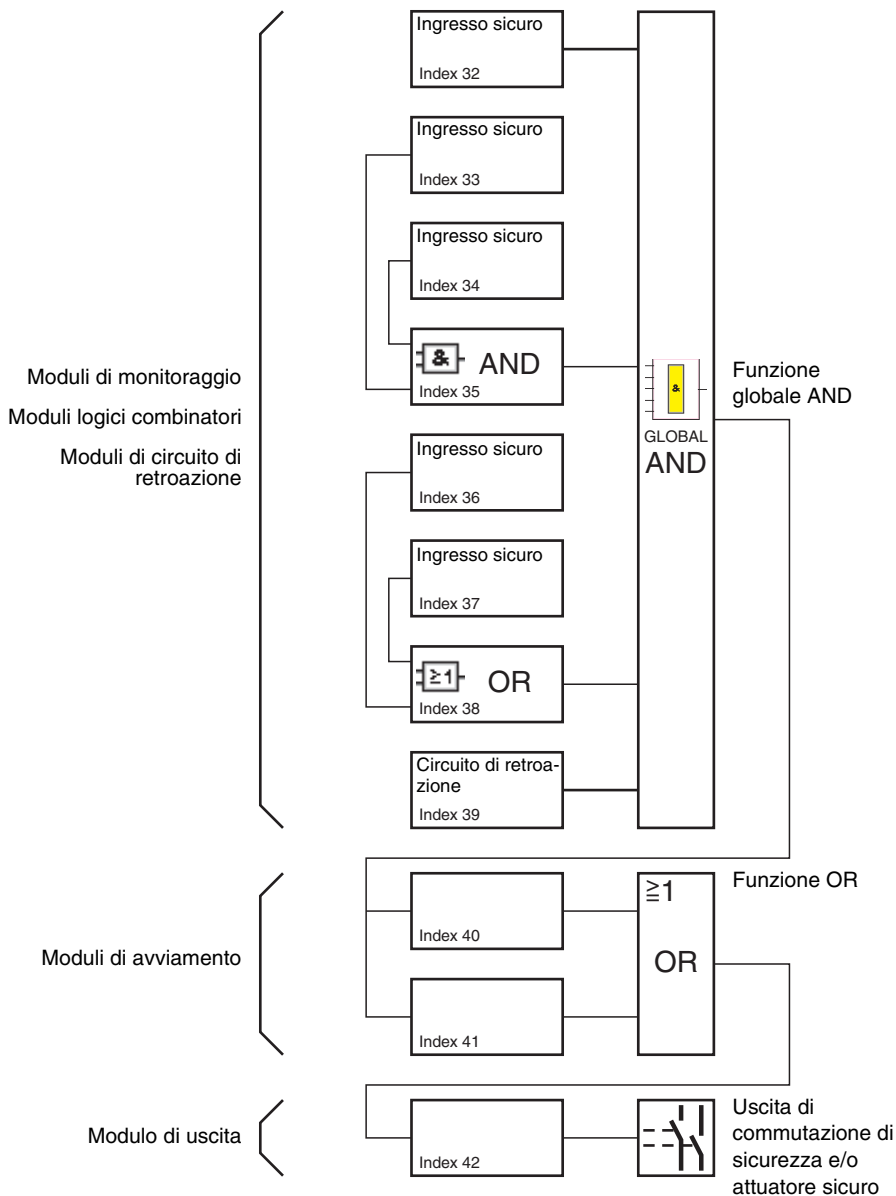 Ingresso sicuro
Index 32
Ingresso sicuro
Index 33
Ingresso sicuro
Index 34
& AND
Index 35
Moduli di monitoraggio
Moduli logici combinatori
Moduli di circuito di
retroazione
&
GLOBAL
AND
Funzione
globale AND
Ingresso sicuro
Index 36
Ingresso sicuro
Index 37
≧1 OR
Index 38
Circuito di retroa-
zione
Index 39
Moduli di avviamento
Index 40
Index 41
≧1
OR
Funzione OR
Modulo di uscita
Index 42
Uscita di
commutazione di
sicurezza e/o
attuatore sicuro